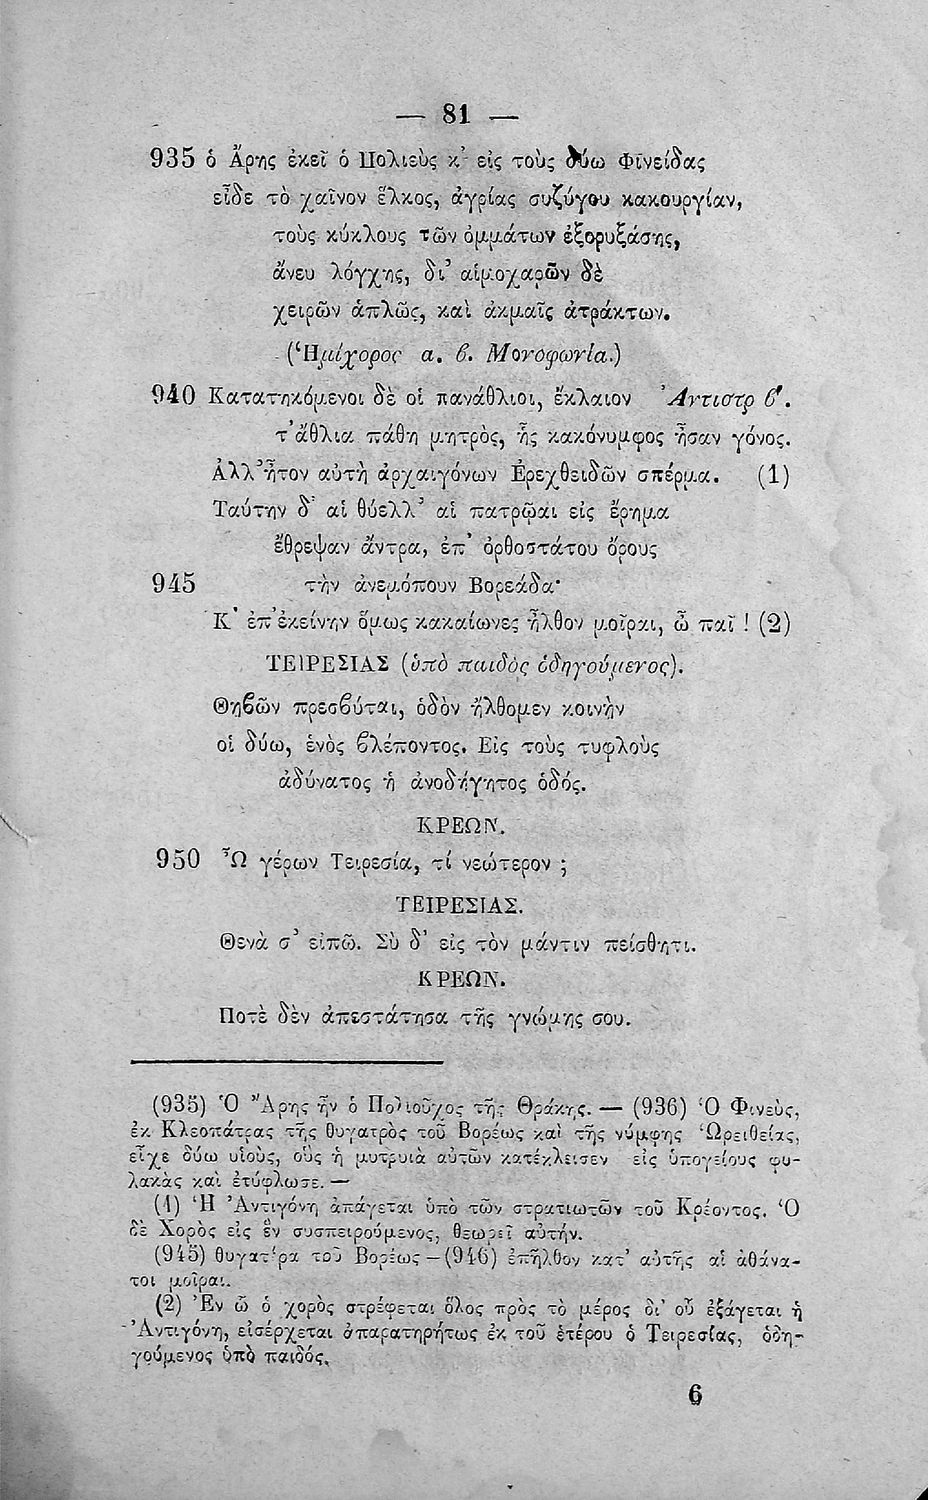 — 81 —
935 ὁ Ἄρης ἐκεῖ ὁ Πολιεὺς κ' εἰς τοὺς δύω Φινείδας
εἶδε τὸ χαῖνον ἕλκος, ἀγρίας συζύγου κακουργίαν,
τοὺς κύκλους τῶν ὀμμάτων ἐξορυξάσης,
ἄνευ λόγχης, δι' αἱμοχαρῶν δὲ
χειρῶν ἁπλῶς, καὶ ἀκμαῖς ἀτράκτων.
(Ἡμίχορος α. β. Μονοφωνία.)
940 Κατατηκόμενοι δὲ οἱ πανάθλιοι, ἔκλαιον Ἀντιστρ β'.
τ' ἄθλια πάθη μητρὸς, ἧς κακόνυμφος ἦσαν γόνος.
Ἀλλ' ἦτον αὐτὴ ἀρχαιγόνων Ἐρεχθειδῶν σπέρμα. (1)
Ταύτην δ' αἱ θύελλ' αἱ πατρῷαι εἰς ἔρημα
ἔθρεψαν ἄντρα, ἐπ' ὀρθοστάτου ὄρους
945 τὴν ἀνεμόπουν Βορεάδα·
Κ' ἐπ' ἐκείνην ὅμως κακαίωνες ἦλθον μοῖραι, ὦ παῖ ! (2)
ΤΕΙΡΕΣΙΑΣ (ὑπὸ παιδὸς ὁδηγούμενος).
Θηβῶν πρεσβύται, ὁδὸν ἤλθομεν κοινὴν
οἱ δύω, ἑνὸς βλέποντος. Εἰς τοὺς τυφλοὺς
ἀδύνατος ἡ ἀνοδήγητος ὁδός.
ΚΡΕΩΝ.
950 Ὦ γέρων Τειρεσία, τί νεώτερον ;
ΤΕΙΡΕΣΙΑΣ.
Θενὰ σ' εἰπῶ. Σὺ δ' εἰς τὸν μάντιν πείσθητι.
ΚΡΕΩΝ.
Ποτὲ δὲν ἀπεστάτησα τῆς γνώμης σου.
(935) Ὁ Ἄρης ἦν ὁ Πολιοῦχος τῆς Θράκης. — (936) Ὁ Φινεὺς,
ἐκ Κλεοπάτρας τῆς θυγατρὸς τοῦ Βορέως καὶ τῆς νύμφης Ὠρειθείας,
εἶχε δύω υἱοὺς, οὓς ἡ μυτρυιὰ αὐτῶν κατέκλεισεν εἰς ὑπογείους φυ-
λακὰς καὶ ἐτύφλωσε. —
(1) Ἡ Ἀντιγόνη ἀπάγεται ὑπὸ τῶν στρατιωτῶν τοῦ Κρέοντος. Ὁ
δὲ Χορὸς εἰς ἓν συσπειρούμενος, θεωρεῖ αὐτήν.
(945) θυγατέρα τοῦ Βορέως — (946) ἐπῆλθον κατ' αὐτῆς αἱ ἀθάνα-
τοι μοῖραι.
(2) Ἐν ᾧ ὁ χορὸς στρέφεται ὅλος πρὸς τὸ μέρος δι' οὗ ἐξάγεται ἡ
Ἀντιγόνη, εἰσέρχεται ἀπαρατηρήτως ἐκ τοῦ ἑτέρου ὁ Τειρεσίας, ὁδη-
γούμενος ὑπὸ παιδός.
6